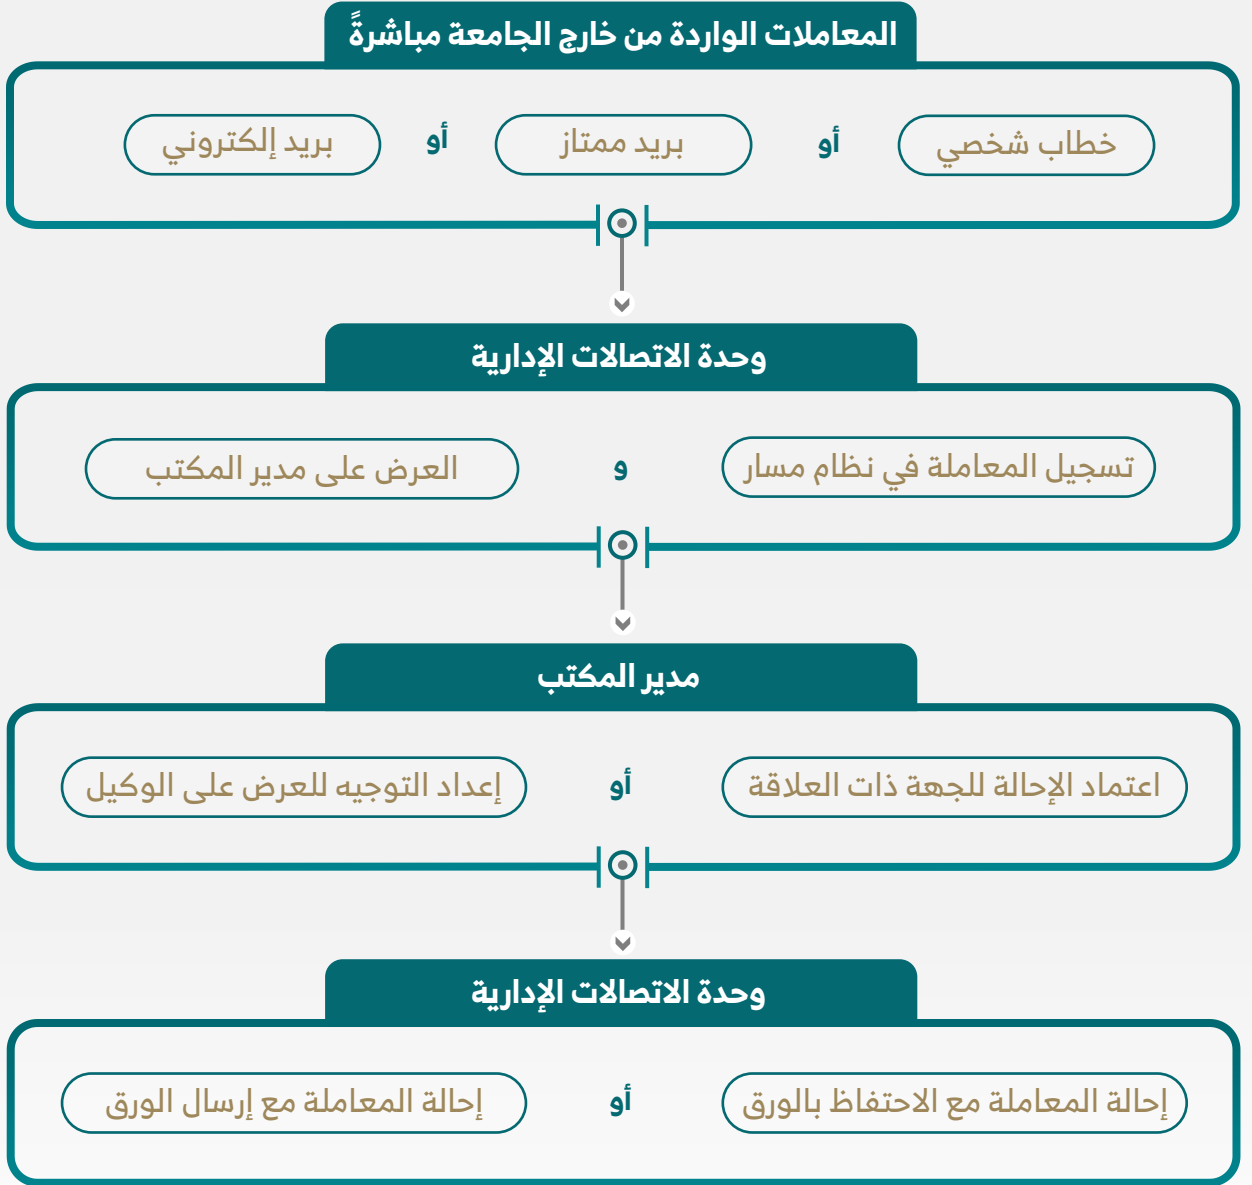 المعاملات الواردة من خارج الجامعة مباشرةً
خطاب شخصي أو بريد ممتاز أو بريد إلكتروني
وحدة الاتصالات الإدارية
تسجيل المعاملة في نظام مسار و العرض على مدير المكتب
مدير المكتب
اعتماد الإحالة للجهة ذات العلاقة أو إعداد التوجيه للعرض على الوكيل
وحدة الاتصالات الإدارية
إحالة المعاملة مع الاحتفاظ بالورق أو إحالة المعاملة مع إرسال الورق